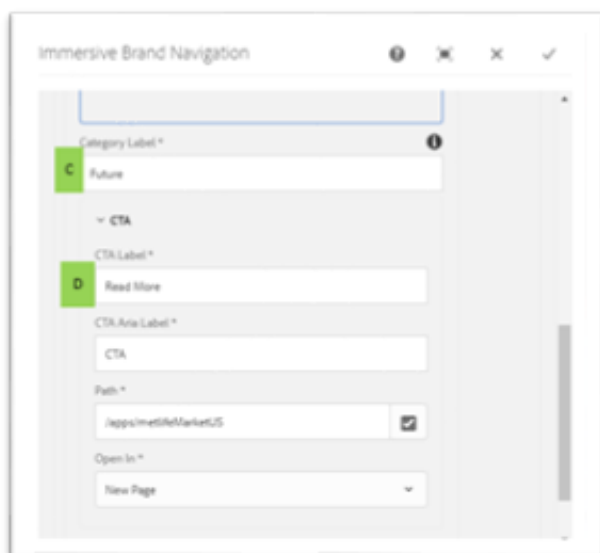 Immersive Brand Navigation
Category Label *
C
Future
CTA
CTA Label *
D
Read More
CTA Aria Label *
CTA
Path *
/apps/metlifeMarketUS
Open In *
New Page